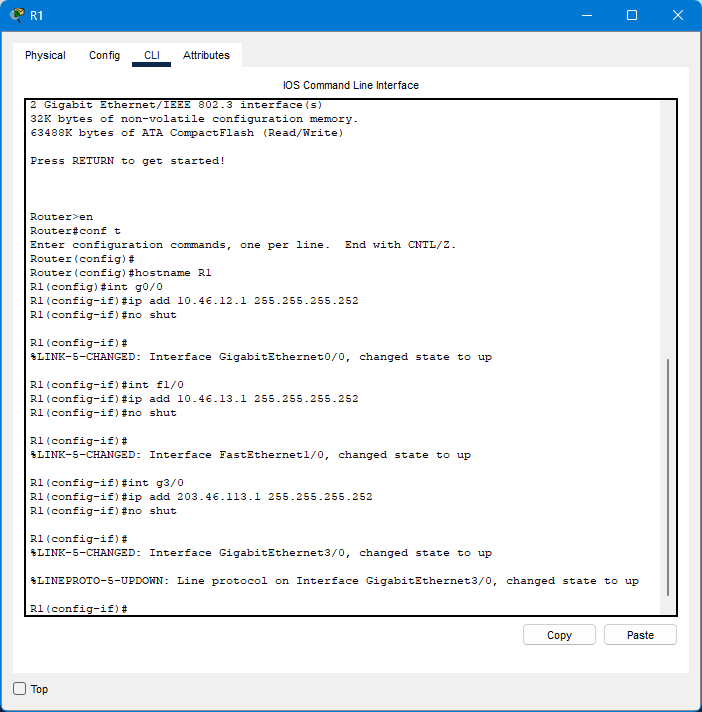 R1
Physical Config CLI Attributes
IOS Command Line Interface
2 Gigabit Ethernet/IEEE 802.3 interface(s)
32K bytes of non-volatile configuration memory.
63488K bytes of ATA CompactFlash (Read/Write)
Press RETURN to get started!
Router>en
Router#conf t
Enter configuration commands, one per line.  End with CNTL/Z.
Router(config)#
Router(config)#hostname R1
R1(config)#int g0/0
R1(config-if)#ip add 10.46.12.1 255.255.255.252
R1(config-if)#no shut
R1(config-if)#
%LINK-5-CHANGED: Interface GigabitEthernet0/0, changed state to up
R1(config-if)#int f1/0
R1(config-if)#ip add 10.46.13.1 255.255.255.252
R1(config-if)#no shut
R1(config-if)#
%LINK-5-CHANGED: Interface FastEthernet1/0, changed state to up
R1(config-if)#int g3/0
R1(config-if)#ip add 203.46.113.1 255.255.255.252
R1(config-if)#no shut
R1(config-if)#
%LINK-5-CHANGED: Interface GigabitEthernet3/0, changed state to up
%LINEPROTO-5-UPDOWN: Line protocol on Interface GigabitEthernet3/0, changed state to up
R1(config-if)#
Copy Paste
Top